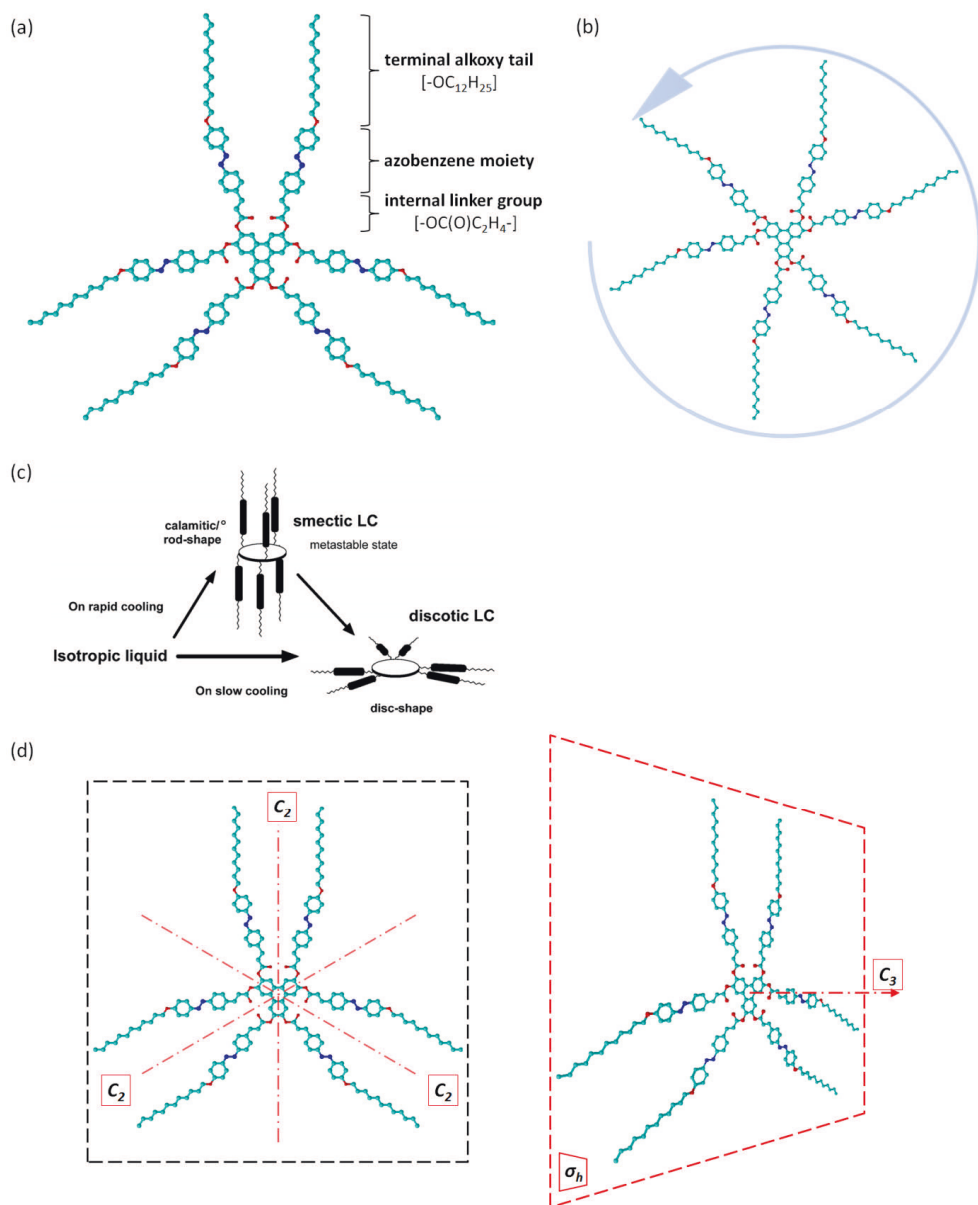 (a)
terminal alkoxy tail
[-OC₁₂H₂₅]
azobenzene moiety
internal linker group
[-OC(O)C₂H₄-]
(b)
(c)
calamitic/°
rod-shape
smectic LC
metastable state
On rapid cooling
discotic LC
Isotropic liquid
On slow cooling
disc-shape
(d)
C₂
C₂
C₂
C₃
σₕ